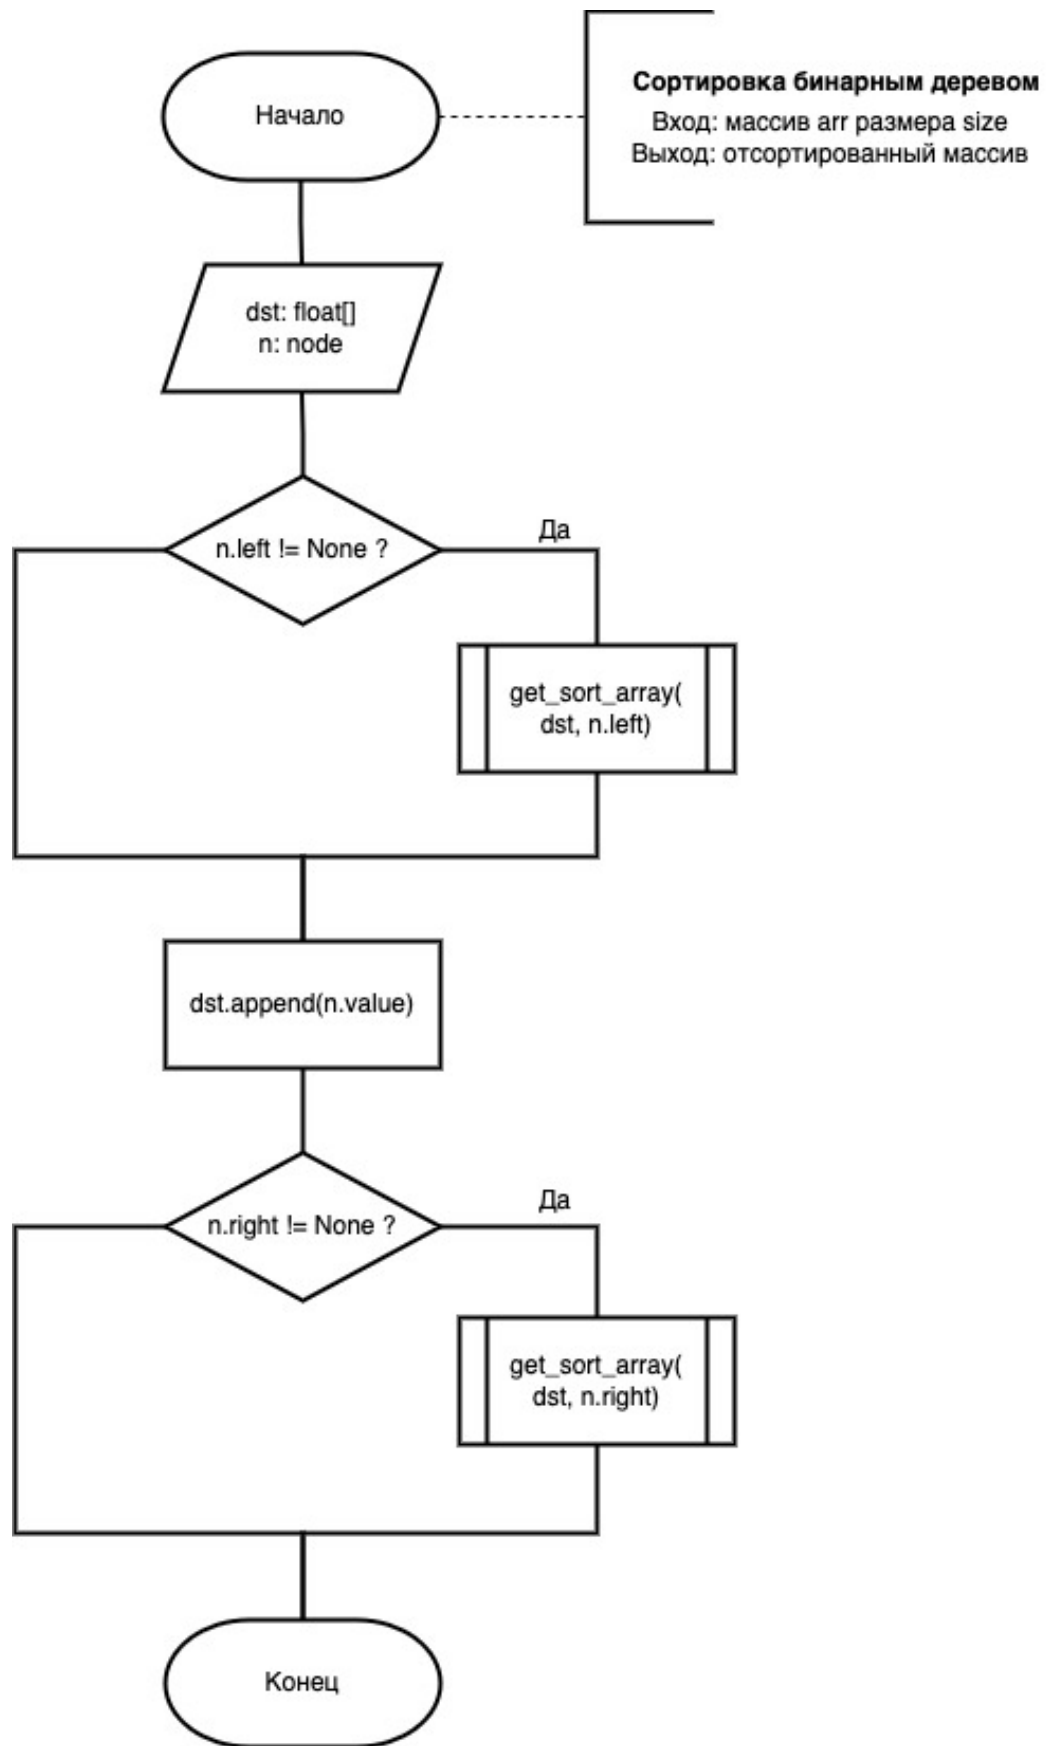 Начало
Сортировка бинарным деревом
Вход: массив arr размера size
Выход: отсортированный массив
dst: float[]
n: node
n.left != None ?
Да
get_sort_array(
dst, n.left)
dst.append(n.value)
n.right != None ?
Да
get_sort_array(
dst, n.right)
Конец